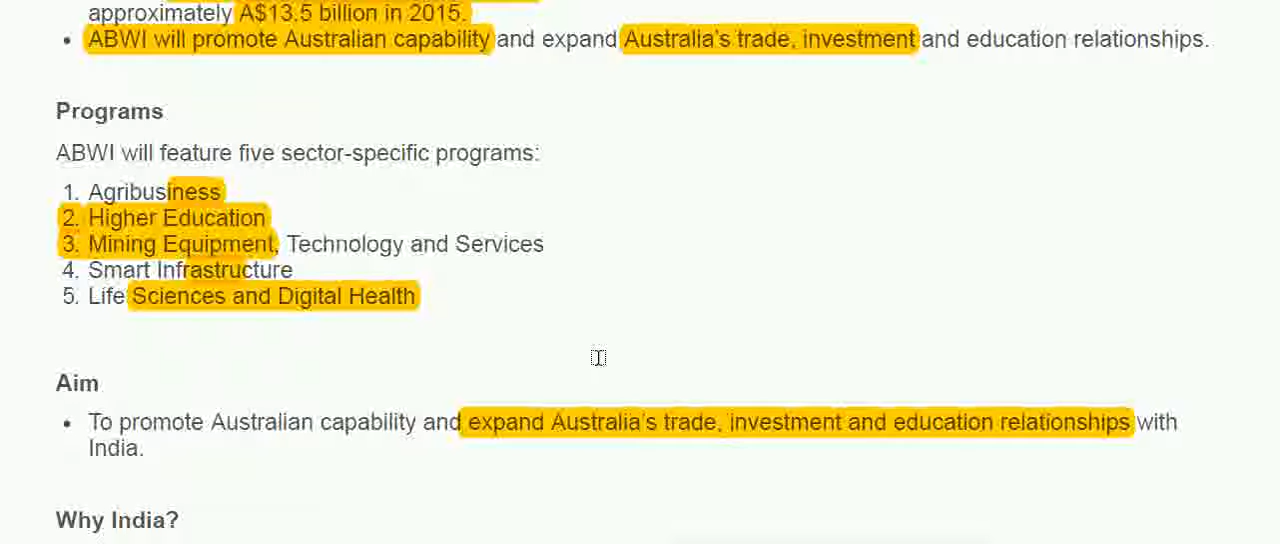 approximately A$13.5 billion in 2015.
• ABWI will promote Australian capability and expand Australia's trade, investment and education relationships.
Programs
ABWI will feature five sector-specific programs:
1. Agribusiness
2. Higher Education
3. Mining Equipment, Technology and Services
4. Smart Infrastructure
5. Life Sciences and Digital Health
Aim
• To promote Australian capability and expand Australia's trade, investment and education relationships with
India.
Why India?